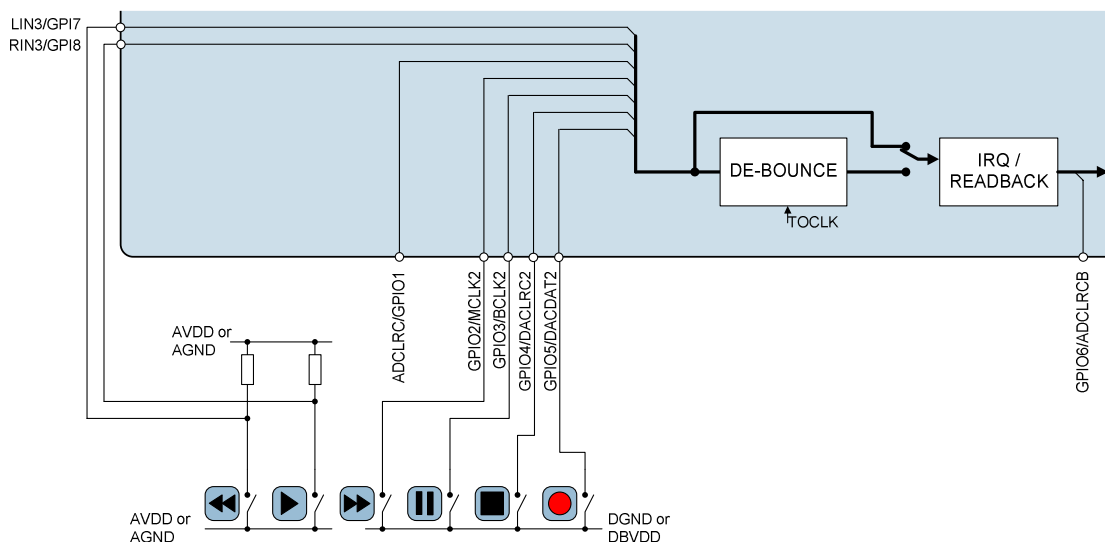 LIN3/GPI7
RIN3/GPI8
DE-BOUNCE
IRQ /
READBACK
TOCLK
ADCLRC/GPIO1
GPIO2/MCLK2
GPIO3/BCLK2
GPIO4/DACLRC2
GPIO5/DACDAT2
GPIO6/ADCLRCB
AVDD or
AGND
AVDD or
AGND
DGND or
DBVDD